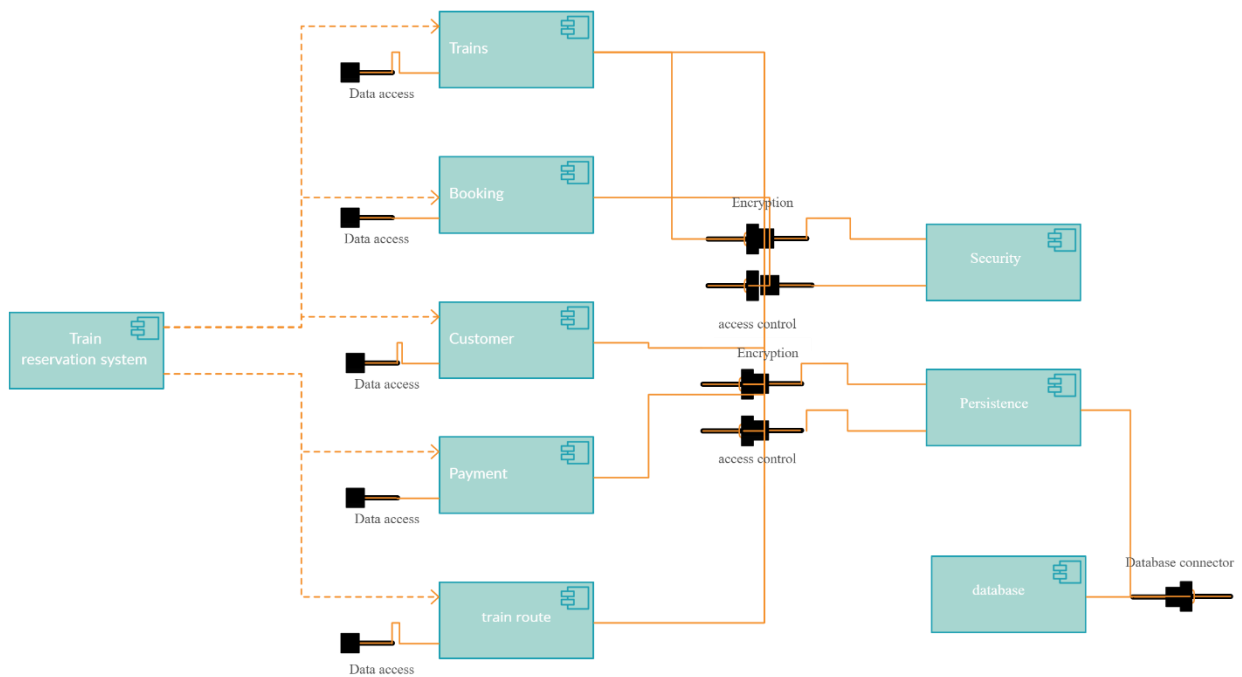 Trains
Data access
Booking
Encryption
Data access
Security
Train
reservation system
access control
Customer
Encryption
Data access
Persistence
access control
Payment
Data access
Database connector
database
train route
Data access